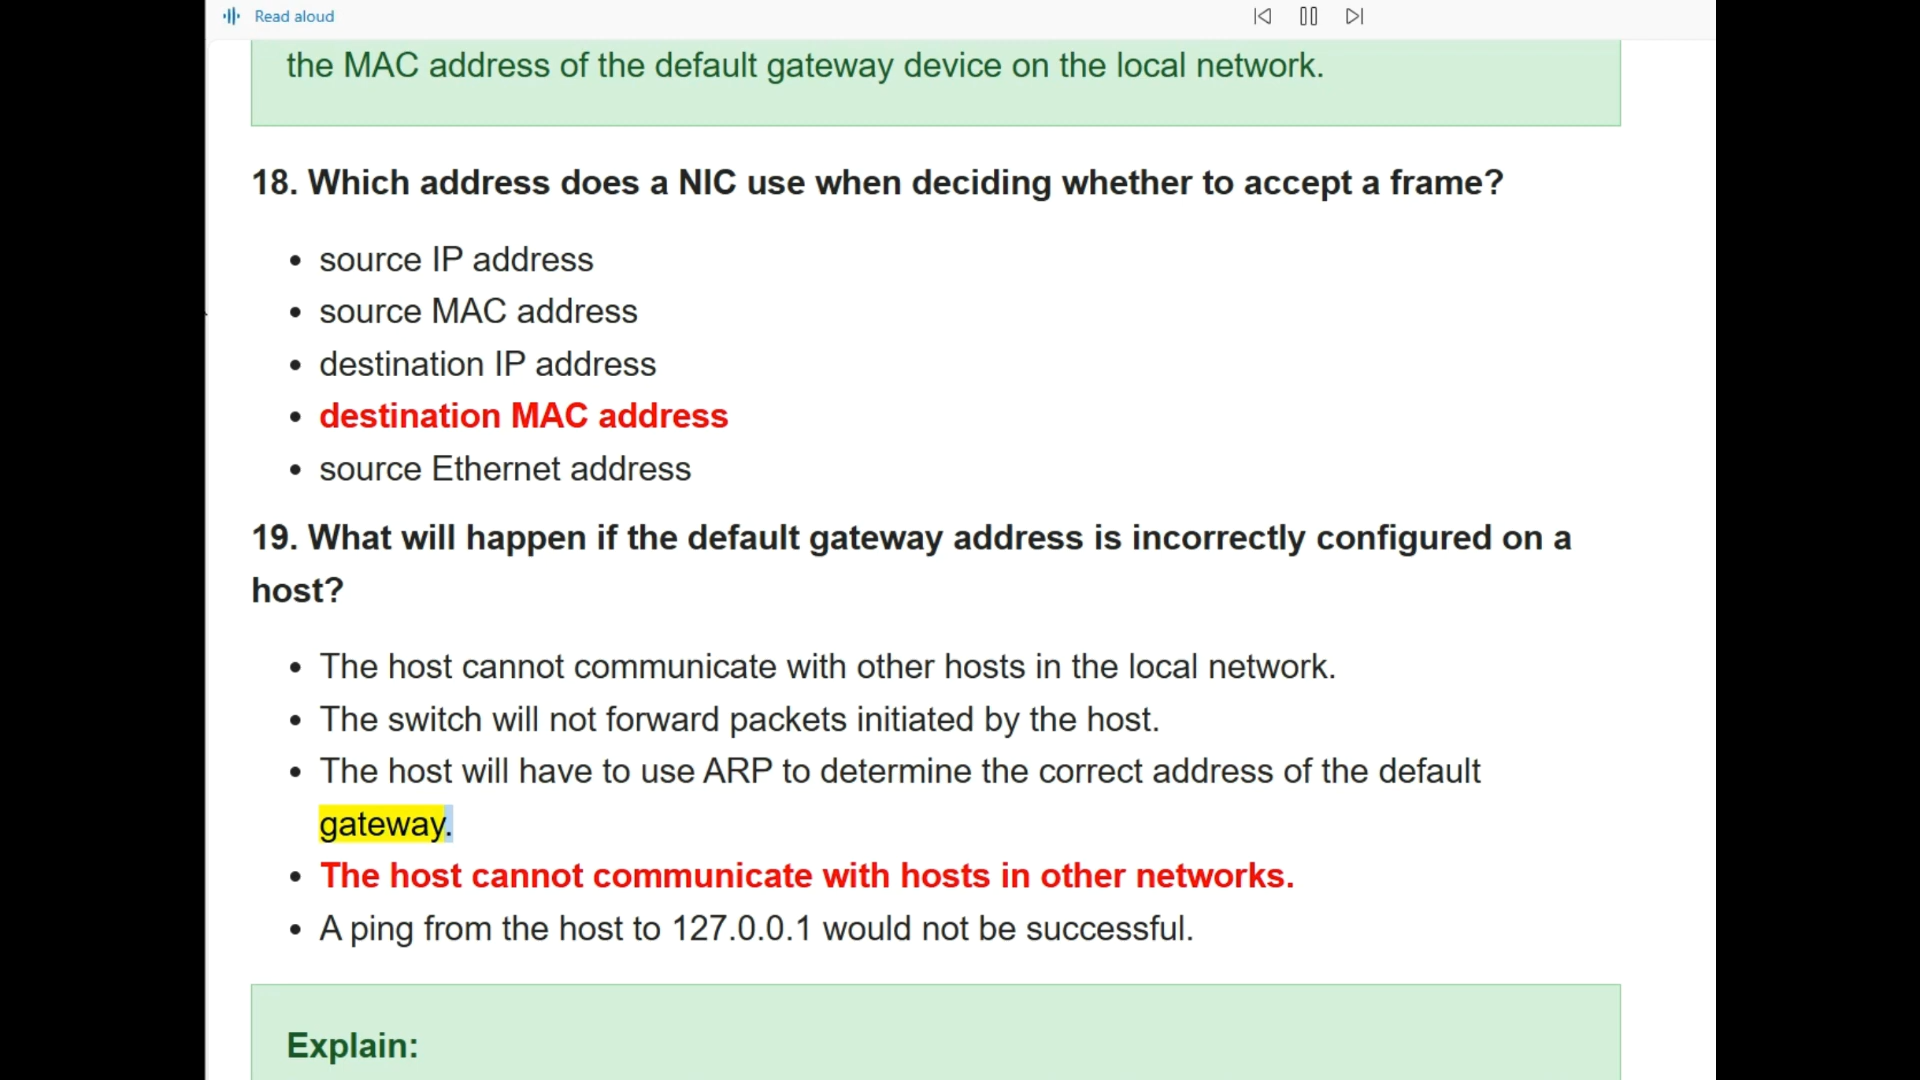 Read aloud
the MAC address of the default gateway device on the local network.
18. Which address does a NIC use when deciding whether to accept a frame?
• source IP address
• source MAC address
• destination IP address
• destination MAC address
• source Ethernet address
19. What will happen if the default gateway address is incorrectly configured on a
host?
• The host cannot communicate with other hosts in the local network.
• The switch will not forward packets initiated by the host.
• The host will have to use ARP to determine the correct address of the default
gateway.
• The host cannot communicate with hosts in other networks.
• A ping from the host to 127.0.0.1 would not be successful.
Explain: